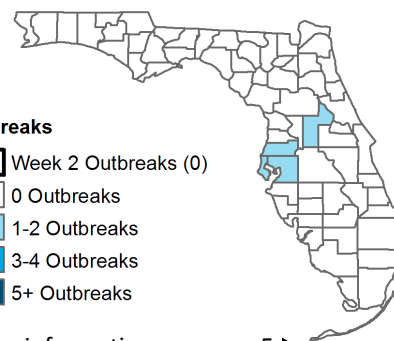 reaks
Week 2 Outbreaks (0)
0 Outbreaks
1-2 Outbreaks
3-4 Outbreaks
5+ Outbreaks